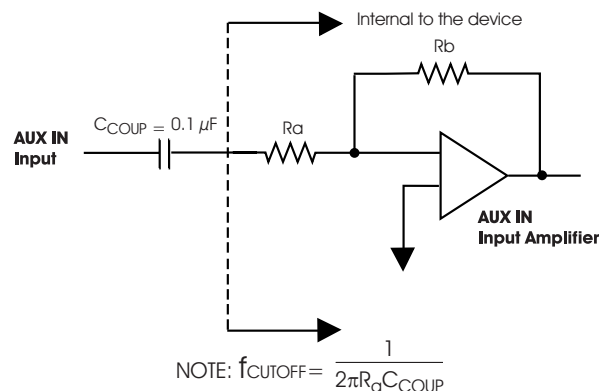 Internal to the device
Rb
C_COUP = 0.1 µF
Ra
AUX IN
Input
AUX IN
Input Amplifier
NOTE: f_CUTOFF = 1 / 2πR_aC_COUP